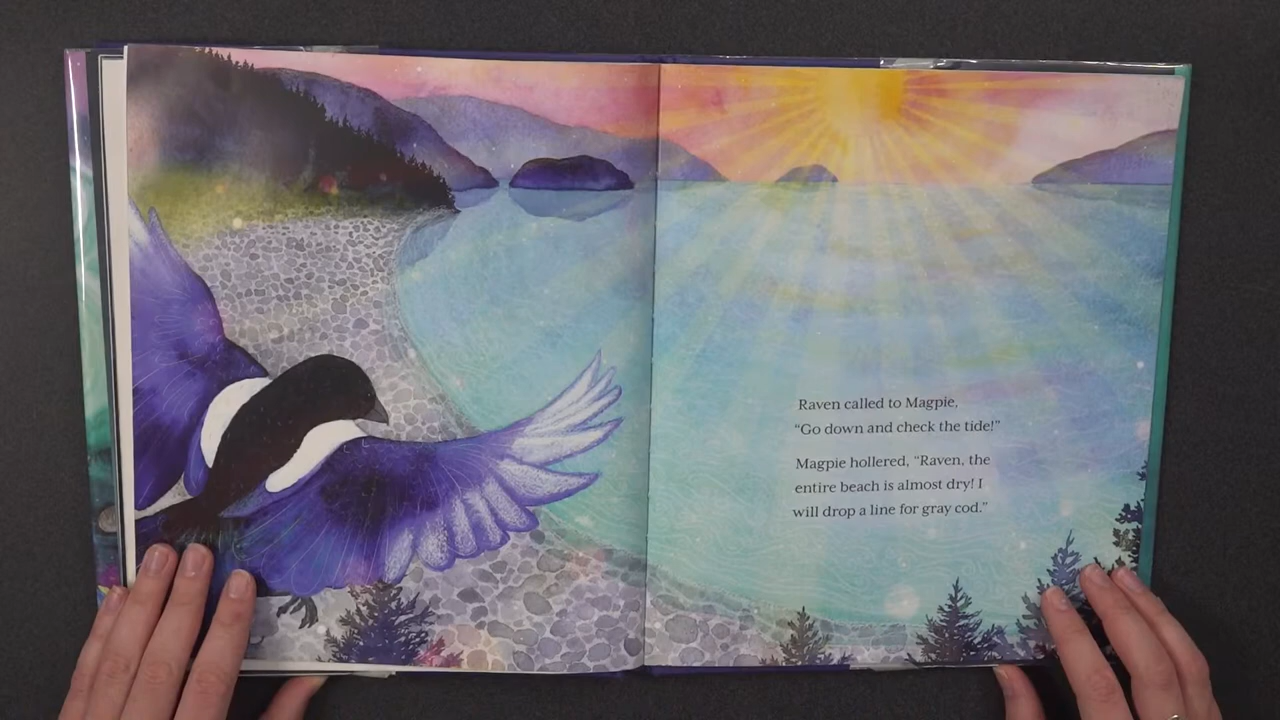 Raven called to Magpie,
“Go down and check the tide!”
Magpie hollered, “Raven, the
entire beach is almost dry! I
will drop a line for gray cod.”